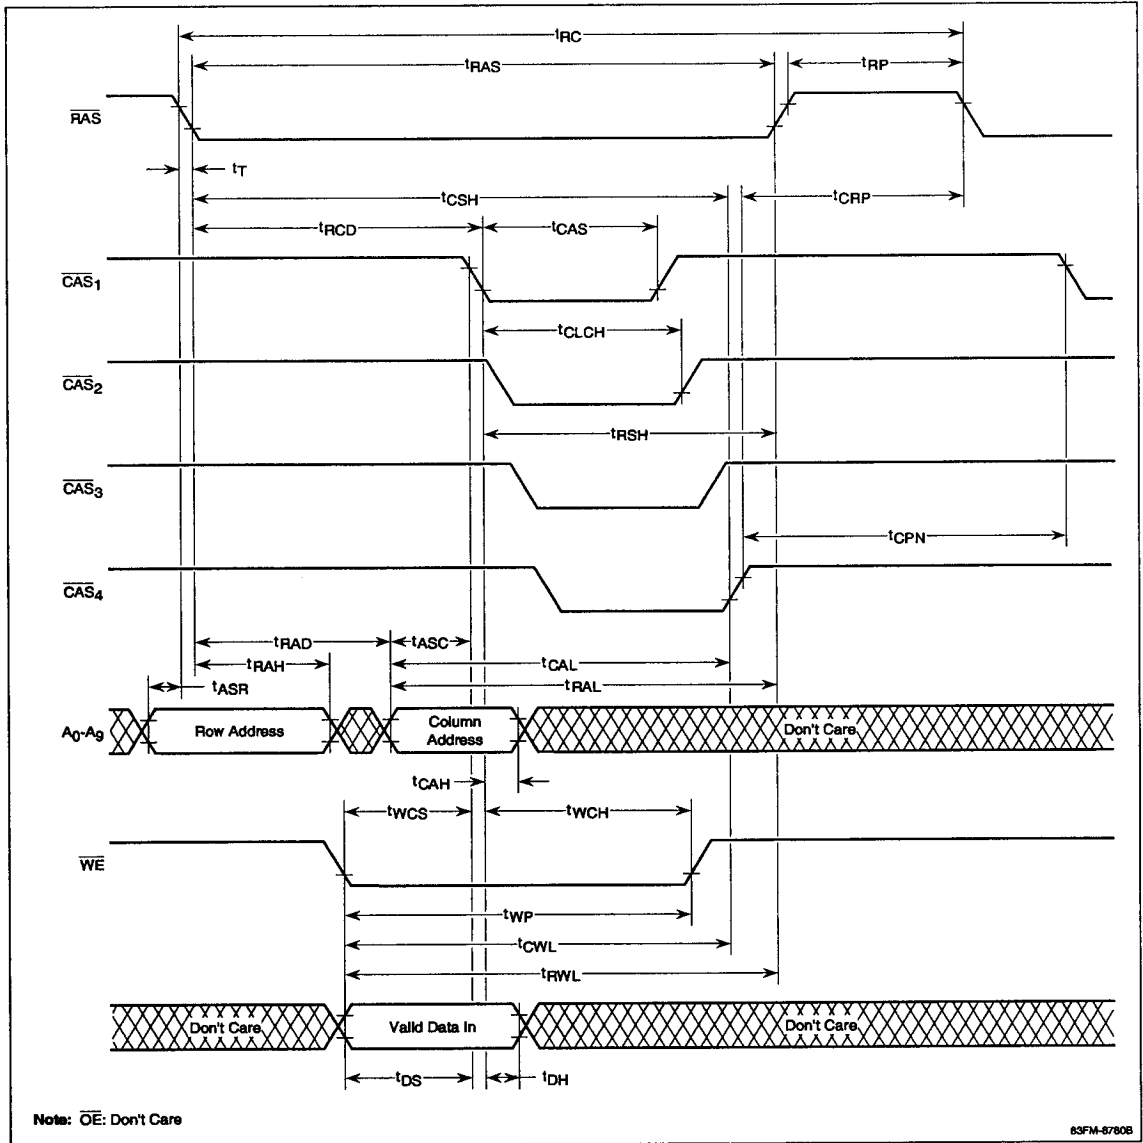 tRC
tRAS
tRP
RAS
tT
tCSH
tCRP
tRCD
tCAS
CAS1
tCLCH
CAS2
tRSH
CAS3
tCPN
CAS4
tRAD
tASC
tRAH
tCAL
tASR
tRAL
A0-A9
Row Address
Column
Address
Don't Care
tCAH
tWCS
tWCH
WE
tWP
tCWL
tRWL
Don't Care
Valid Data In
Don't Care
tDS
tDH
Note: OE: Don't Care
83FM-8780B